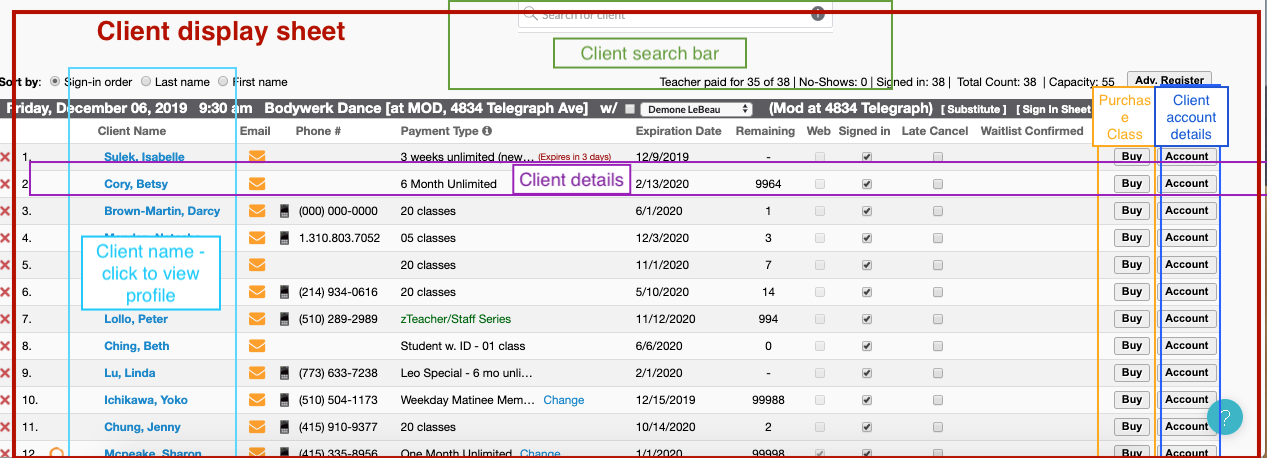 Search for client
Client display sheet
Client search bar
Sort by: Sign-in order Last name First name
Teacher paid for 35 of 38 | No-Shows: 0 | Signed in: 38 | Total Count: 38 | Capacity: 55 Adv. Register
Friday, December 06, 2019 9:30 am Bodywerk Dance [at MOD, 4834 Telegraph Ave] w/ Demone LeBeau (Mod at 4834 Telegraph) [ Substitute ] [ Sign In Sheet
Purchas
e
Class
Client
account
details
Client Name Email Phone # Payment Type Expiration Date Remaining Web Signed in Late Cancel Waitlist Confirmed
1. Sulek, Isabelle 3 weeks unlimited (new... (Expires in 3 days) 12/9/2019 - Buy Account
2 Cory, Betsy 6 Month Unlimited 2/13/2020 9964 Buy Account
Client details
3. Brown-Martin, Darcy (000) 000-0000 20 classes 6/1/2020 1 Buy Account
4. 1.310.803.7052 05 classes 12/3/2020 3 Buy Account
Client name -
click to view
profile
5. 20 classes 11/1/2020 7 Buy Account
6. (214) 934-0616 20 classes 5/10/2020 14 Buy Account
7. Lollo, Peter (510) 289-2989 zTeacher/Staff Series 11/12/2020 994 Buy Account
8. Ching, Beth Student w. ID - 01 class 6/6/2020 0 Buy Account
9. Lu, Linda (773) 633-7238 Leo Special - 6 mo unli... 2/1/2020 - Buy Account
10. Ichikawa, Yoko (510) 504-1173 Weekday Matinee Mem... Change 12/15/2019 99988 Buy Account
11. Chung, Jenny (415) 910-9377 20 classes 10/14/2020 2 Buy Account
12 Mcpeake, Sharon (415) 335-8956 One Month Unlimited Change 1/1/2020 99998 Buy Account
?